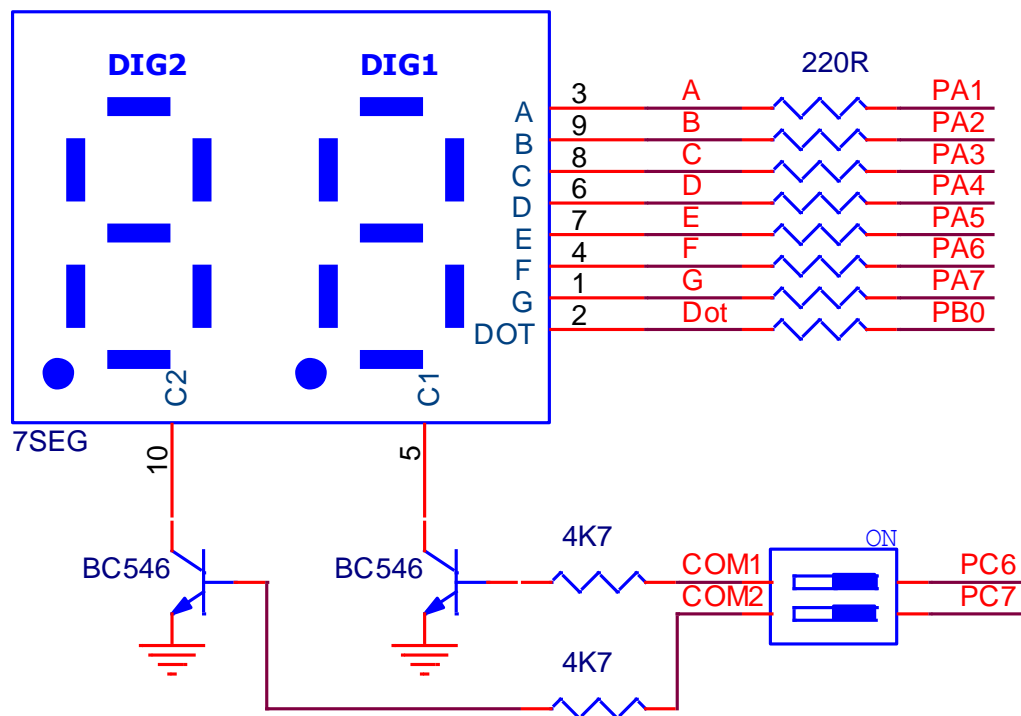 DIG2 DIG1 220R
A 3 A PA1
B 9 B PA2
C 8 C PA3
D 6 D PA4
E 7 E PA5
F 4 F PA6
G 1 G PA7
DOT 2 Dot PB0
C2 C1
7SEG
10 5
4K7 ON
BC546 BC546 COM1 PC6
COM2 PC7
4K7